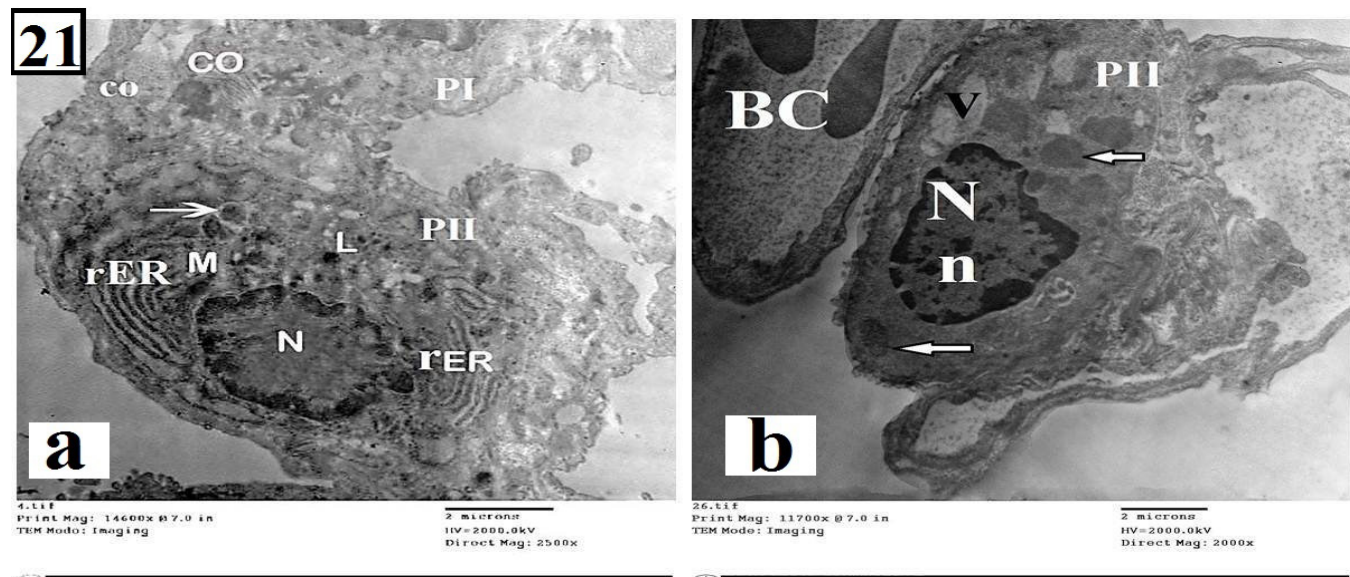 21
CO
co
PI
PII
L
rER
M
N
rER
a
4.tif
Print Mag: 14600x @7.0 in
TEM Mode: Imaging
2 microns
HV=2000.0kV
Direct Mag: 2500x
PII
BC
v
N
n
b
26.tif
Print Mag: 11700x @7.0 in
TEM Mode: Imaging
2 microns
HV=2000.0kV
Direct Mag: 2000x